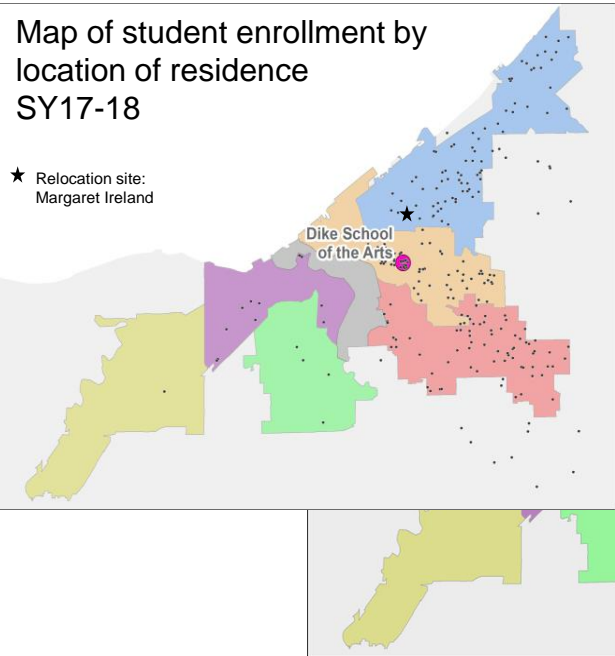 Map of student enrollment by
location of residence
SY17-18
Relocation site:
Margaret Ireland
Dike School
of the Arts